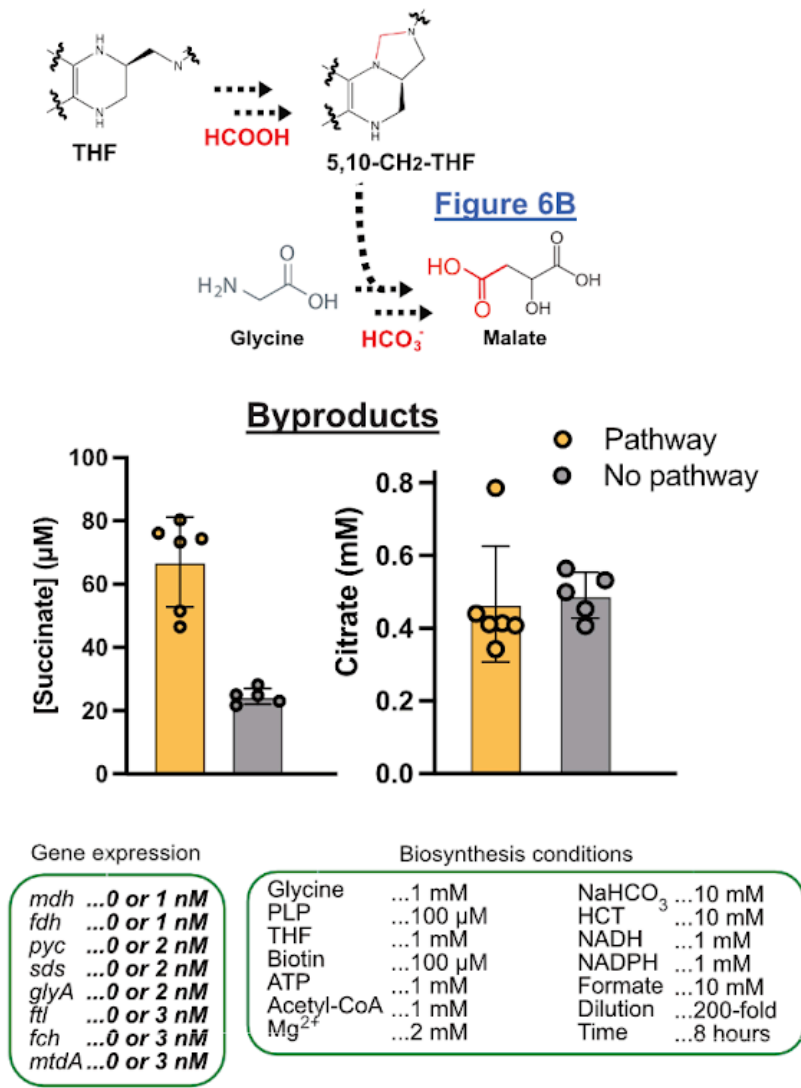 H
N
N
N
H
THF
HCOOH
N
N
N
H
5,10-CH2-THF
Figure 6B
O
H2N
OH
Glycine
HCO3-
HO
O
O
OH
OH
Malate
Byproducts
Pathway
No pathway
[Succinate] (µM)
100
80
60
40
20
0
Citrate (mM)
0.8
0.6
0.4
0.2
0.0
Gene expression
mdh ...0 or 1 nM
fdh ...0 or 1 nM
pyc ...0 or 2 nM
sds ...0 or 2 nM
glyA ...0 or 2 nM
ftl ...0 or 3 nM
fch ...0 or 3 nM
mtdA ...0 or 3 nM
Biosynthesis conditions
Glycine ...1 mM
PLP ...100 µM
THF ...1 mM
Biotin ...100 µM
ATP ...1 mM
Acetyl-CoA ...1 mM
Mg2+ ...2 mM
NaHCO3 ...10 mM
HCT ...10 mM
NADH ...1 mM
NADPH ...1 mM
Formate ...10 mM
Dilution ...200-fold
Time ...8 hours